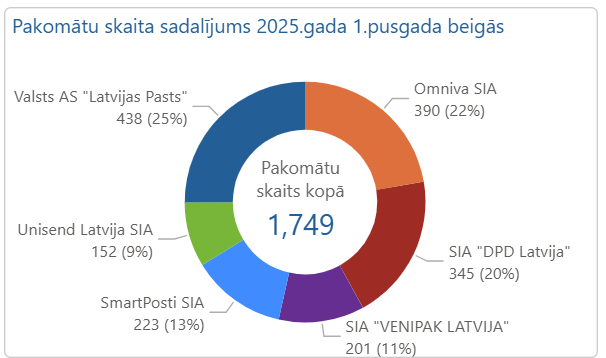 Pakomātu skaita sadalījums 2025.gada 1.pusgada beigās
Omniva SIA
390 (22%)
SIA "DPD Latvija"
345 (20%)
SIA "VENIPAK LATVIJA"
201 (11%)
SmartPosti SIA
223 (13%)
Unisend Latvija SIA
152 (9%)
Valsts AS "Latvijas Pasts"
438 (25%)
Pakomātu
skaits kopā
1,749